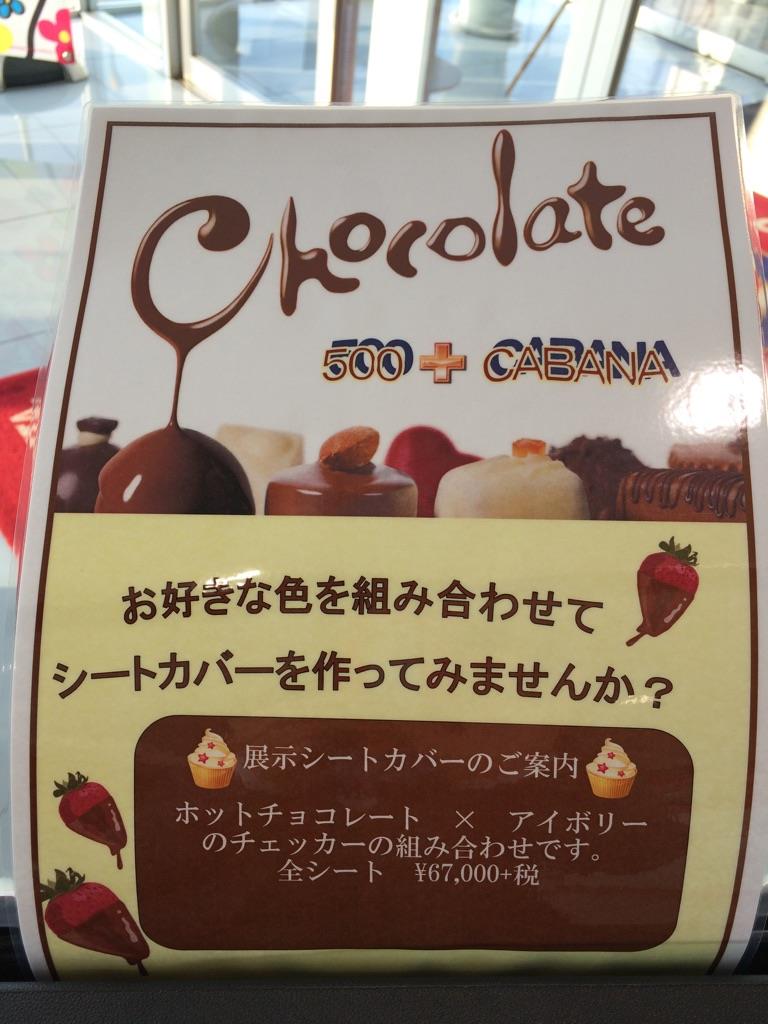 Chocolate
500+CABANA
お好きな色を組み合わせて
シートカバーを作ってみませんか?
展示シートカバーのご案内
ホットチョコレート × アイボリー
のチェッカーの組み合わせです。
全シート ¥67,000+税